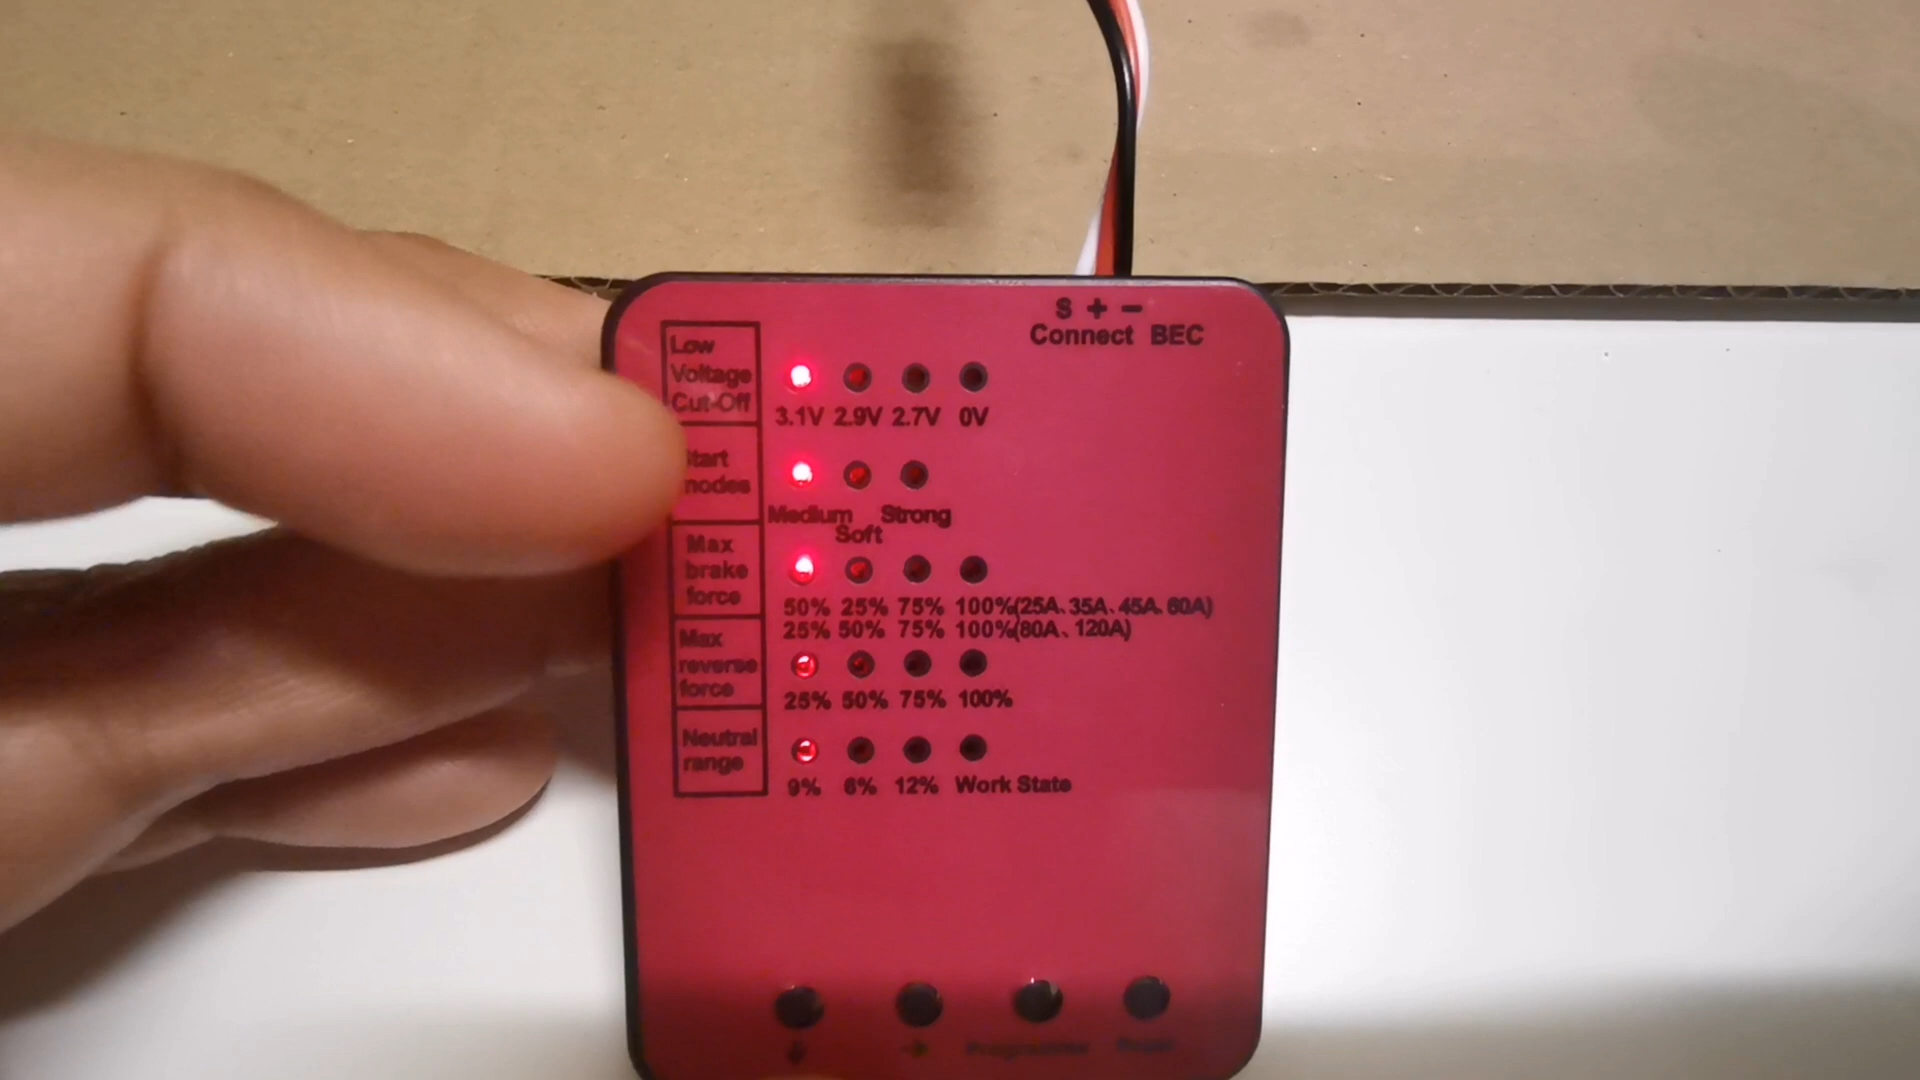 S + −
Connect BEC
Low
Voltage
Cut-Off
3.1V 2.9V 2.7V 0V
Start
modes
Medium Strong
Soft
Max
brake
force
50% 25% 75% 100%(25A、35A、45A、60A)
25% 50% 75% 100%(80A、120A)
Max
reverse
force
25% 50% 75% 100%
Neutral
range
9% 6% 12% Work State